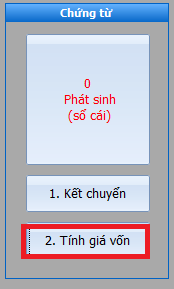 Chứng từ
0
Phát sinh
(sổ cái)
1. Kết chuyển
2. Tính giá vốn